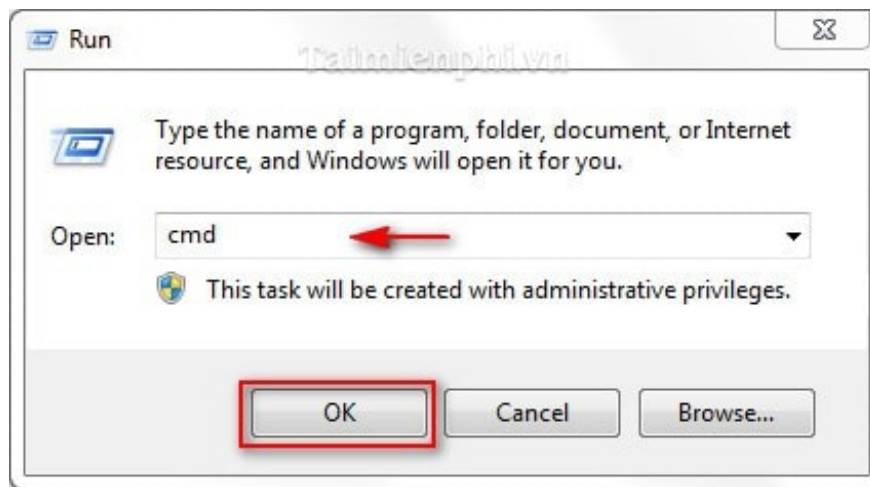 Run
Taimienphi.vn
Type the name of a program, folder, document, or Internet
resource, and Windows will open it for you.
Open: cmd
This task will be created with administrative privileges.
OK Cancel Browse...